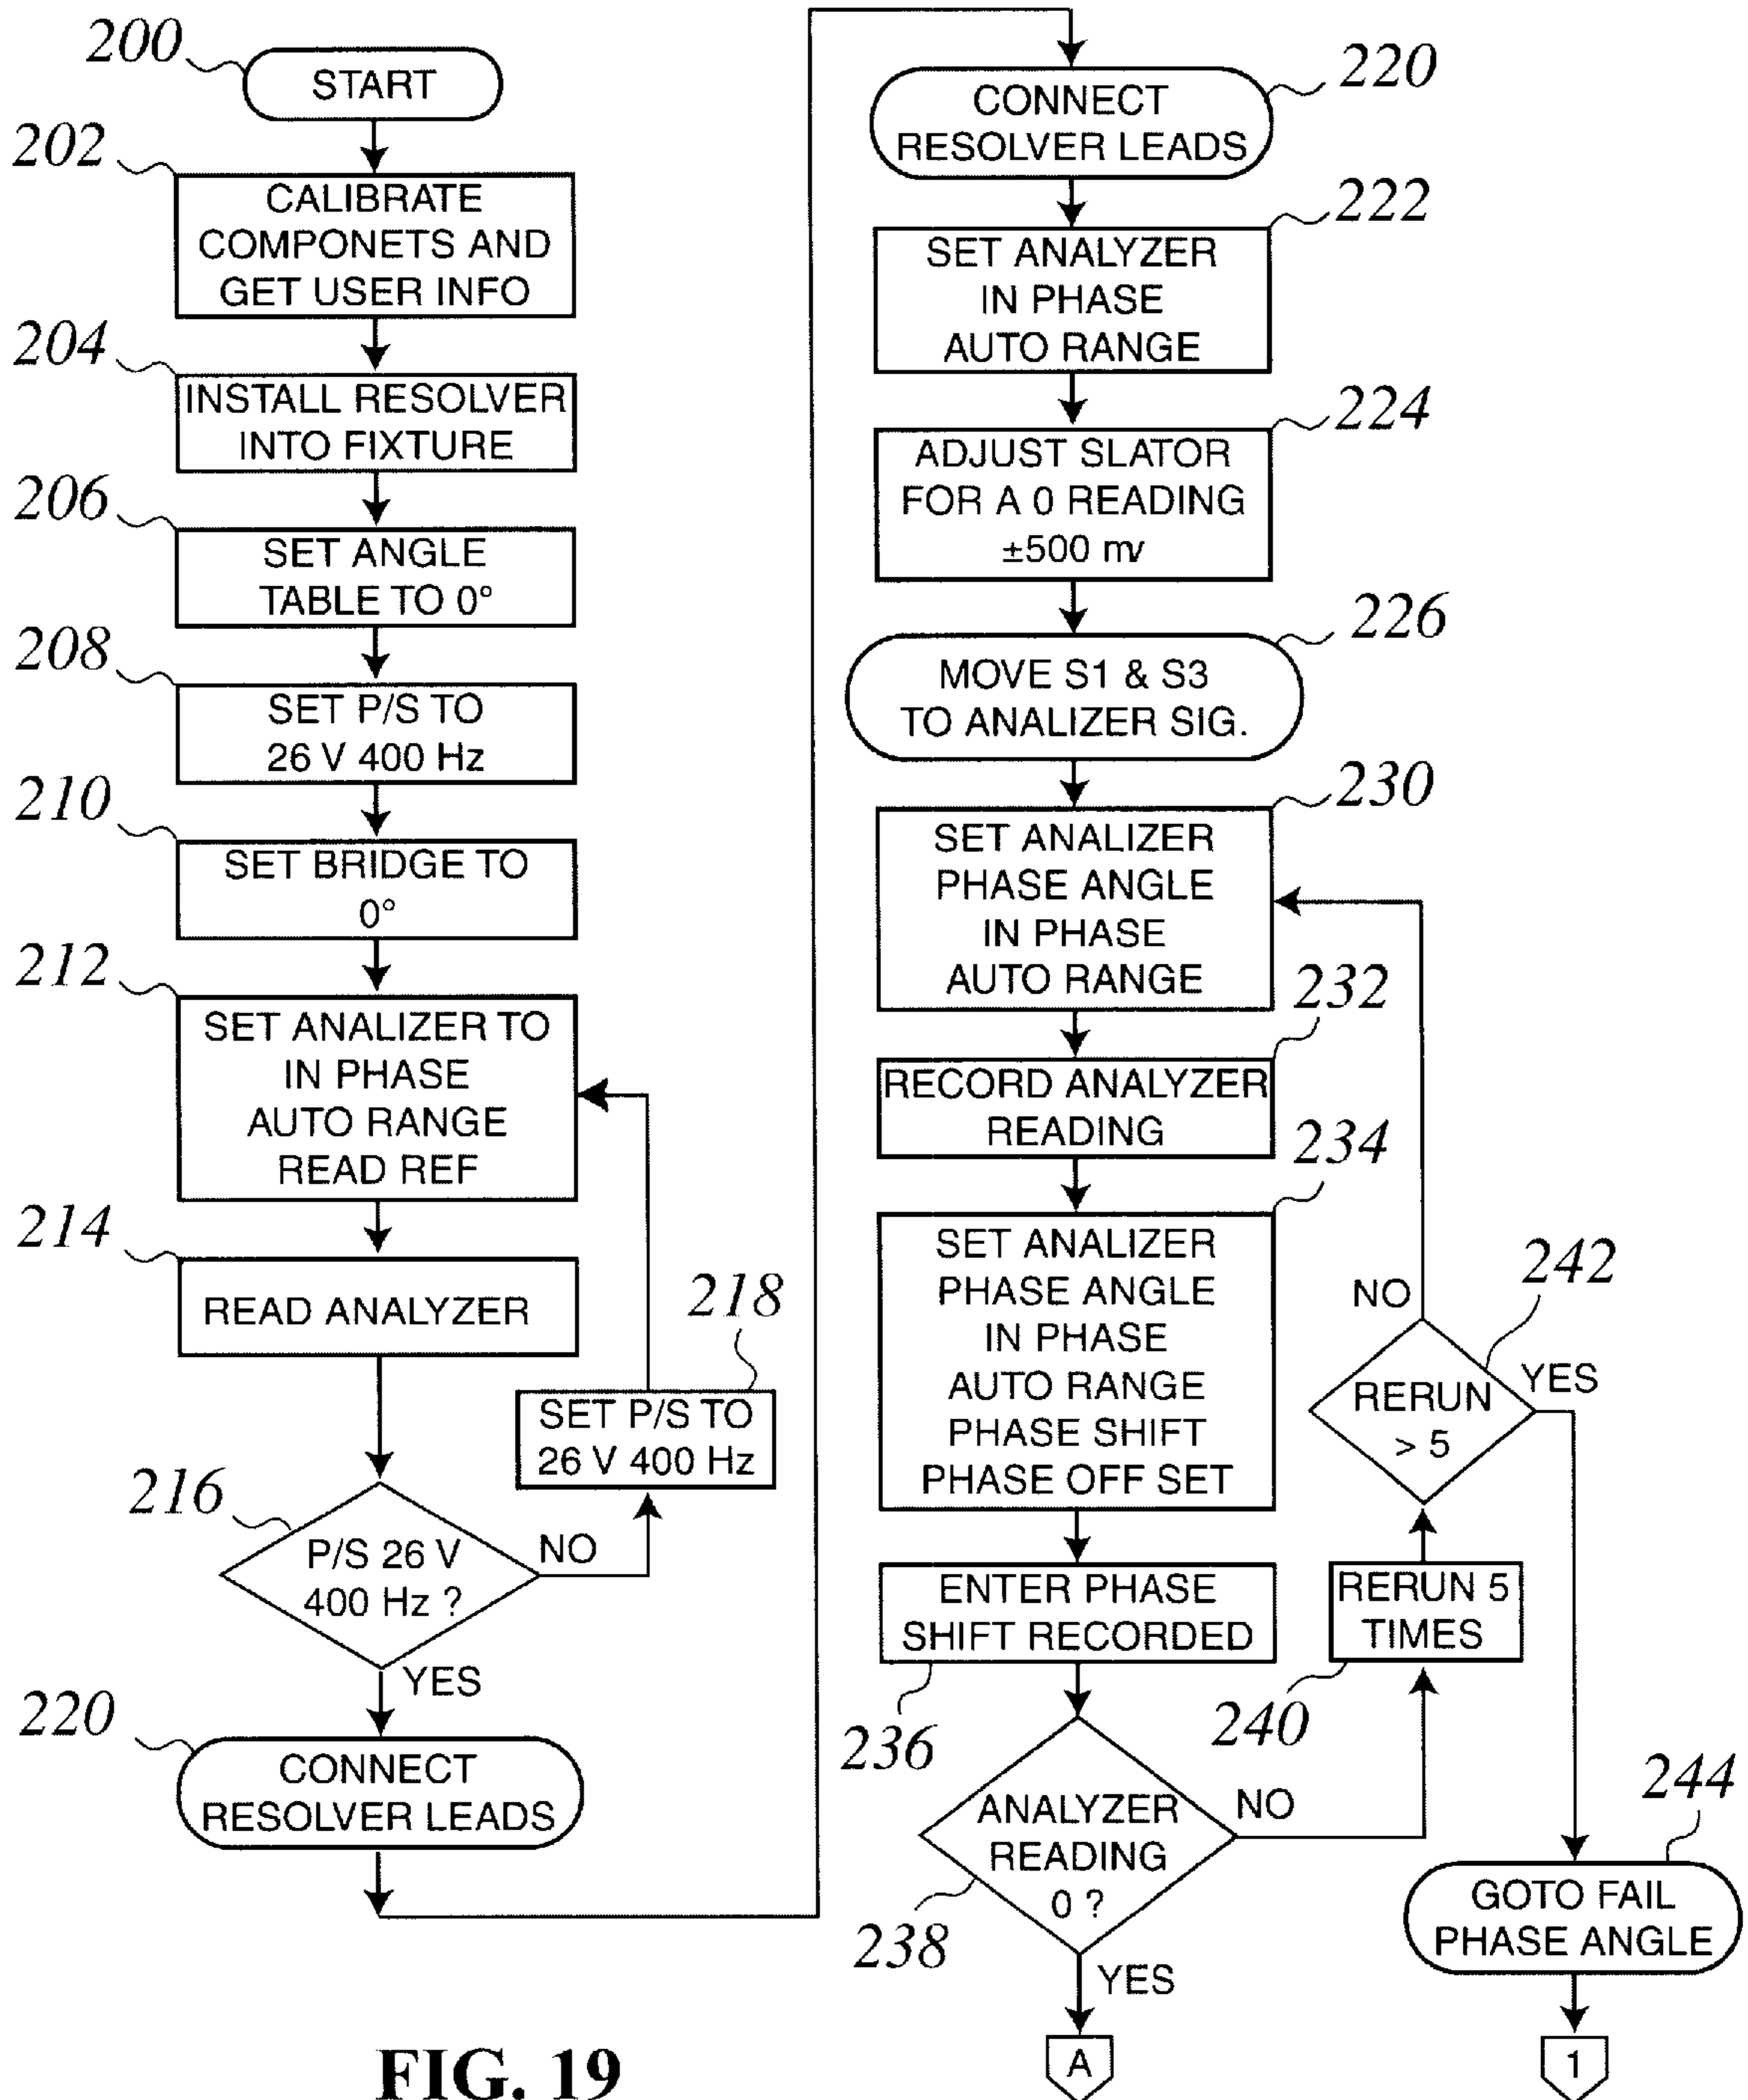 200
START
202
CALIBRATE
COMPONETS AND
GET USER INFO
204
INSTALL RESOLVER
INTO FIXTURE
206
SET ANGLE
TABLE TO 0°
208
SET P/S TO
26 V 400 Hz
210
SET BRIDGE TO
0°
212
SET ANALIZER TO
IN PHASE
AUTO RANGE
READ REF
214
READ ANALYZER
218
SET P/S TO
26 V 400 Hz
216
P/S 26 V
400 Hz ?
NO
YES
220
CONNECT
RESOLVER LEADS
220
CONNECT
RESOLVER LEADS
222
SET ANALYZER
IN PHASE
AUTO RANGE
224
ADJUST SLATOR
FOR A 0 READING
±500 mv
226
MOVE S1 & S3
TO ANALIZER SIG.
230
SET ANALIZER
PHASE ANGLE
IN PHASE
AUTO RANGE
232
RECORD ANALYZER
READING
234
SET ANALIZER
PHASE ANGLE
IN PHASE
AUTO RANGE
PHASE SHIFT
PHASE OFF SET
236
ENTER PHASE
SHIFT RECORDED
238
ANALYZER
READING
0 ?
NO
YES
A
240
RERUN 5
TIMES
242
RERUN
> 5
NO
YES
244
GOTO FAIL
PHASE ANGLE
1
FIG. 19